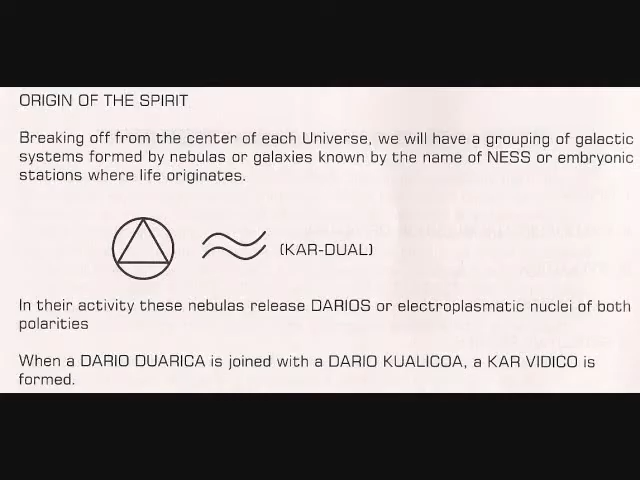 ORIGIN OF THE SPIRIT
Breaking off from the center of each Universe, we will have a grouping of galactic
systems formed by nebulas or galaxies known by the name of NESS or embryonic
stations where life originates.
(KAR-DUAL)
In their activity these nebulas release DARIOS or electroplasmatic nuclei of both
polarities
When a DARIO DUARICA is joined with a DARIO KUALICOA, a KAR VIDICO is
formed.